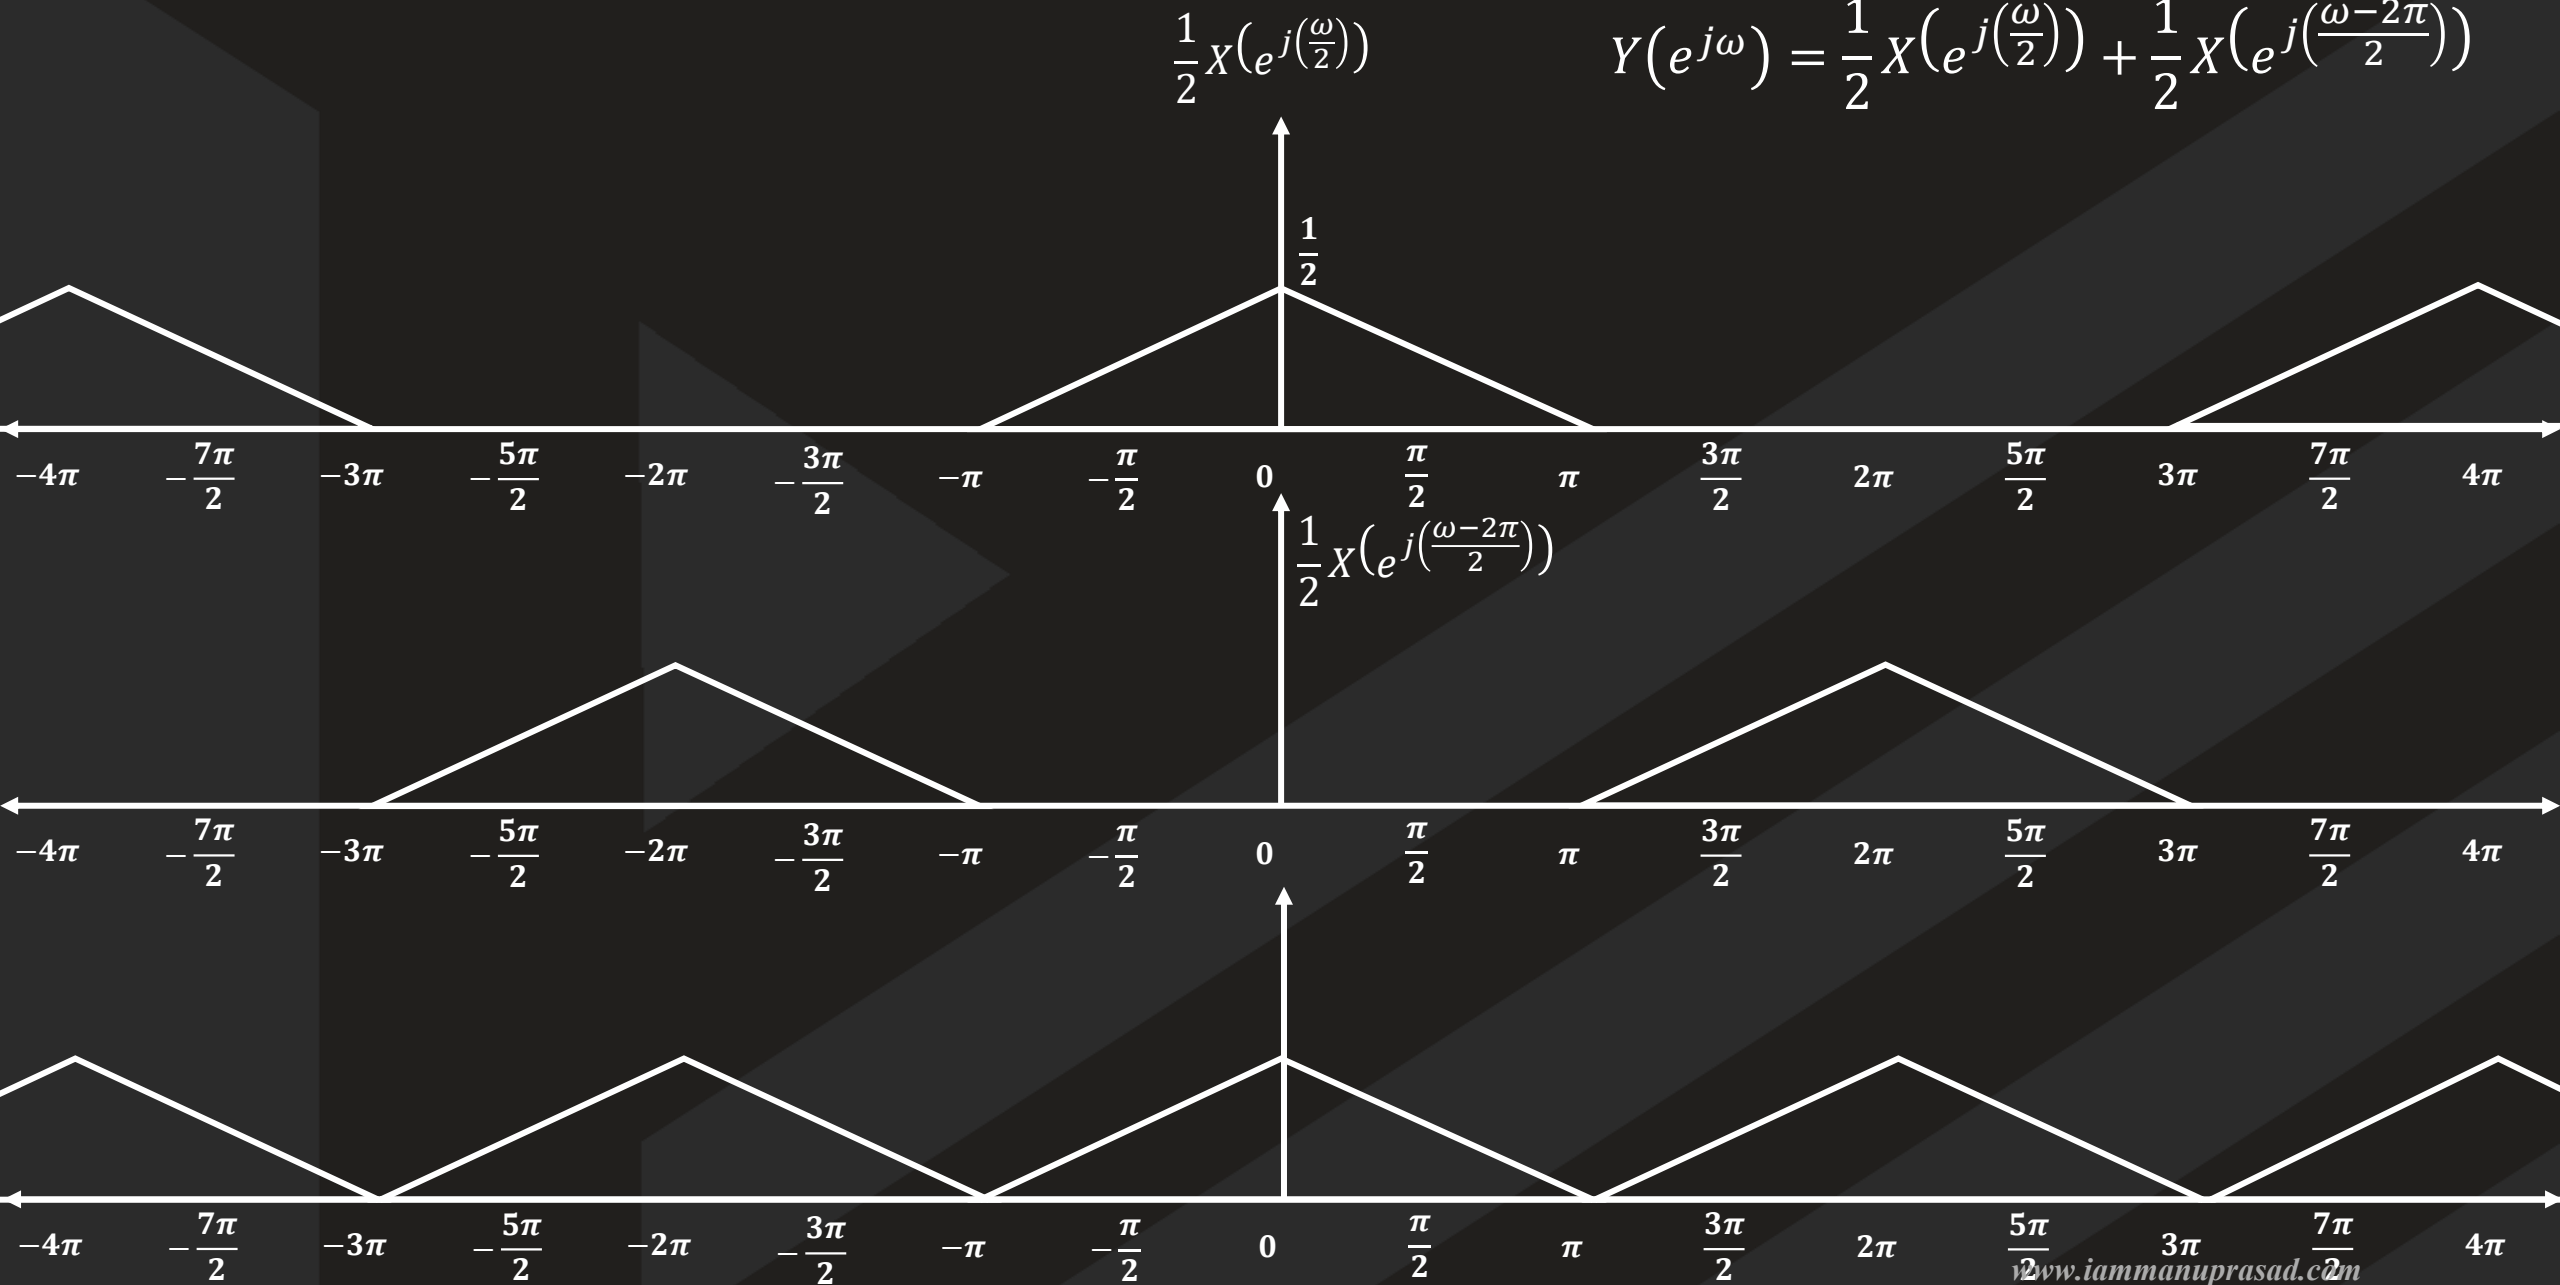 ½X(e^{j(ω/2)})
Y(e^{jω}) = ½X(e^{j(ω/2)}) + ½X(e^{j((ω−2π)/2)})
1/2
−4π −7π/2 −3π −5π/2 −2π −3π/2 −π −π/2 0 π/2 π 3π/2 2π 5π/2 3π 7π/2 4π
½X(e^{j((ω−2π)/2)})
−4π −7π/2 −3π −5π/2 −2π −3π/2 −π −π/2 0 π/2 π 3π/2 2π 5π/2 3π 7π/2 4π
−4π −7π/2 −3π −5π/2 −2π −3π/2 −π −π/2 0 π/2 π 3π/2 2π 5π/2 3π 7π/2 4π
www.iammanuprasad.com